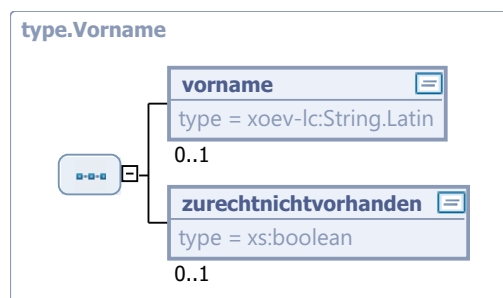 type.Vorname
vorname
type = xoev-lc:String.Latin
0..1
zurechtnichtvorhanden
type = xs:boolean
0..1